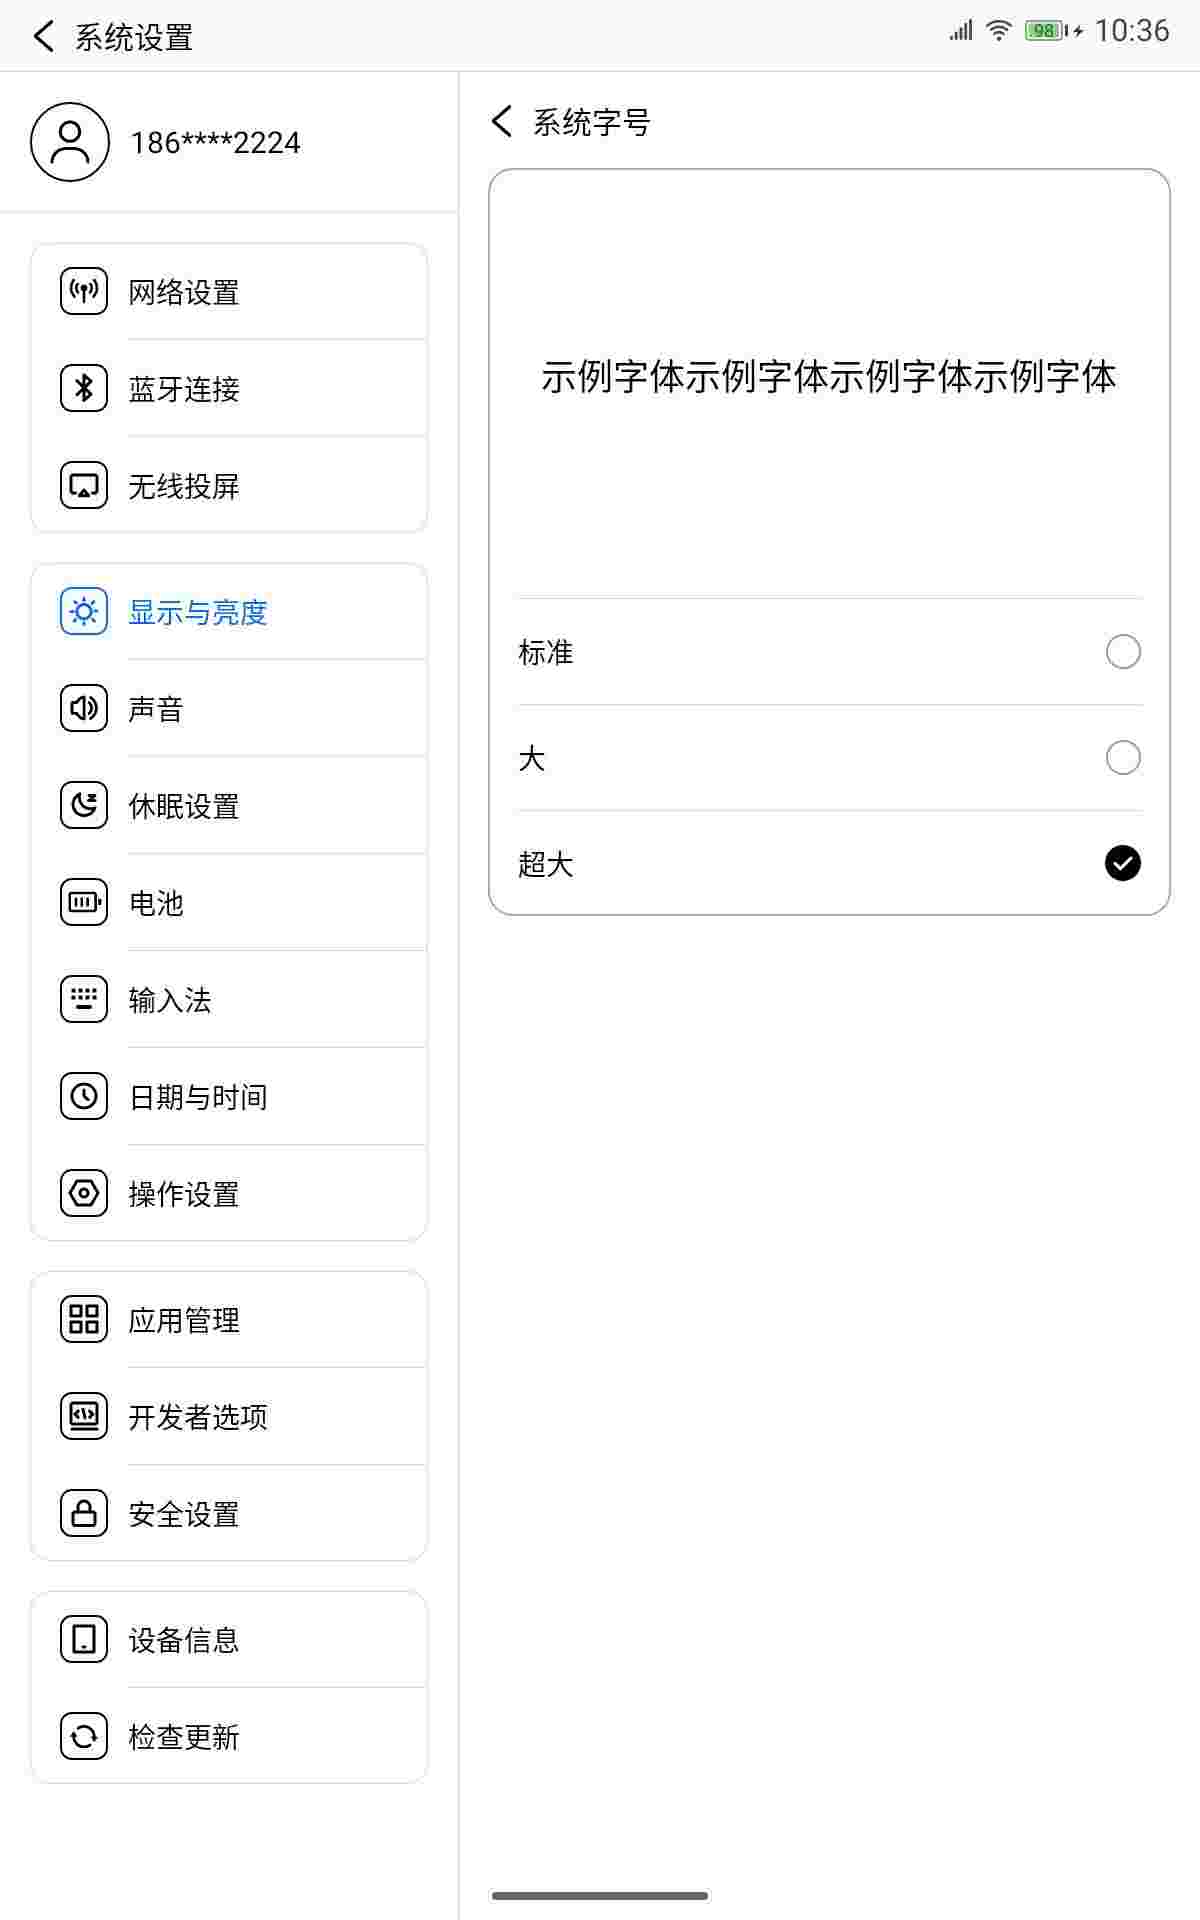 系统设置
98
10:36
186****2224
网络设置
蓝牙连接
无线投屏
显示与亮度
声音
休眠设置
电池
输入法
日期与时间
操作设置
应用管理
开发者选项
安全设置
设备信息
检查更新
系统字号
示例字体示例字体示例字体示例字体
标准
大
超大